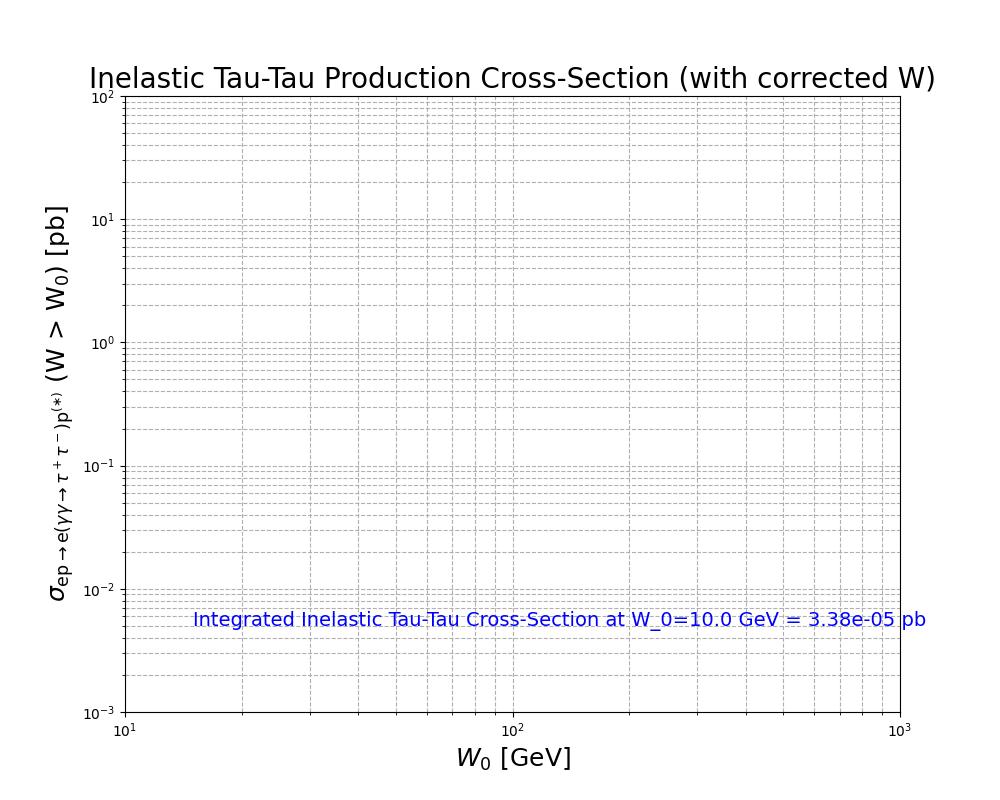 Inelastic Tau-Tau Production Cross-Section (with corrected W)
σ_{ep → e(γγ → τ⁺τ⁻)p^{(*)}} (W > W₀) [pb]
10²
10¹
10⁰
10⁻¹
10⁻²
10⁻³
Integrated Inelastic Tau-Tau Cross-Section at W_0=10.0 GeV = 3.38e-05 pb
10¹
10²
10³
W₀ [GeV]